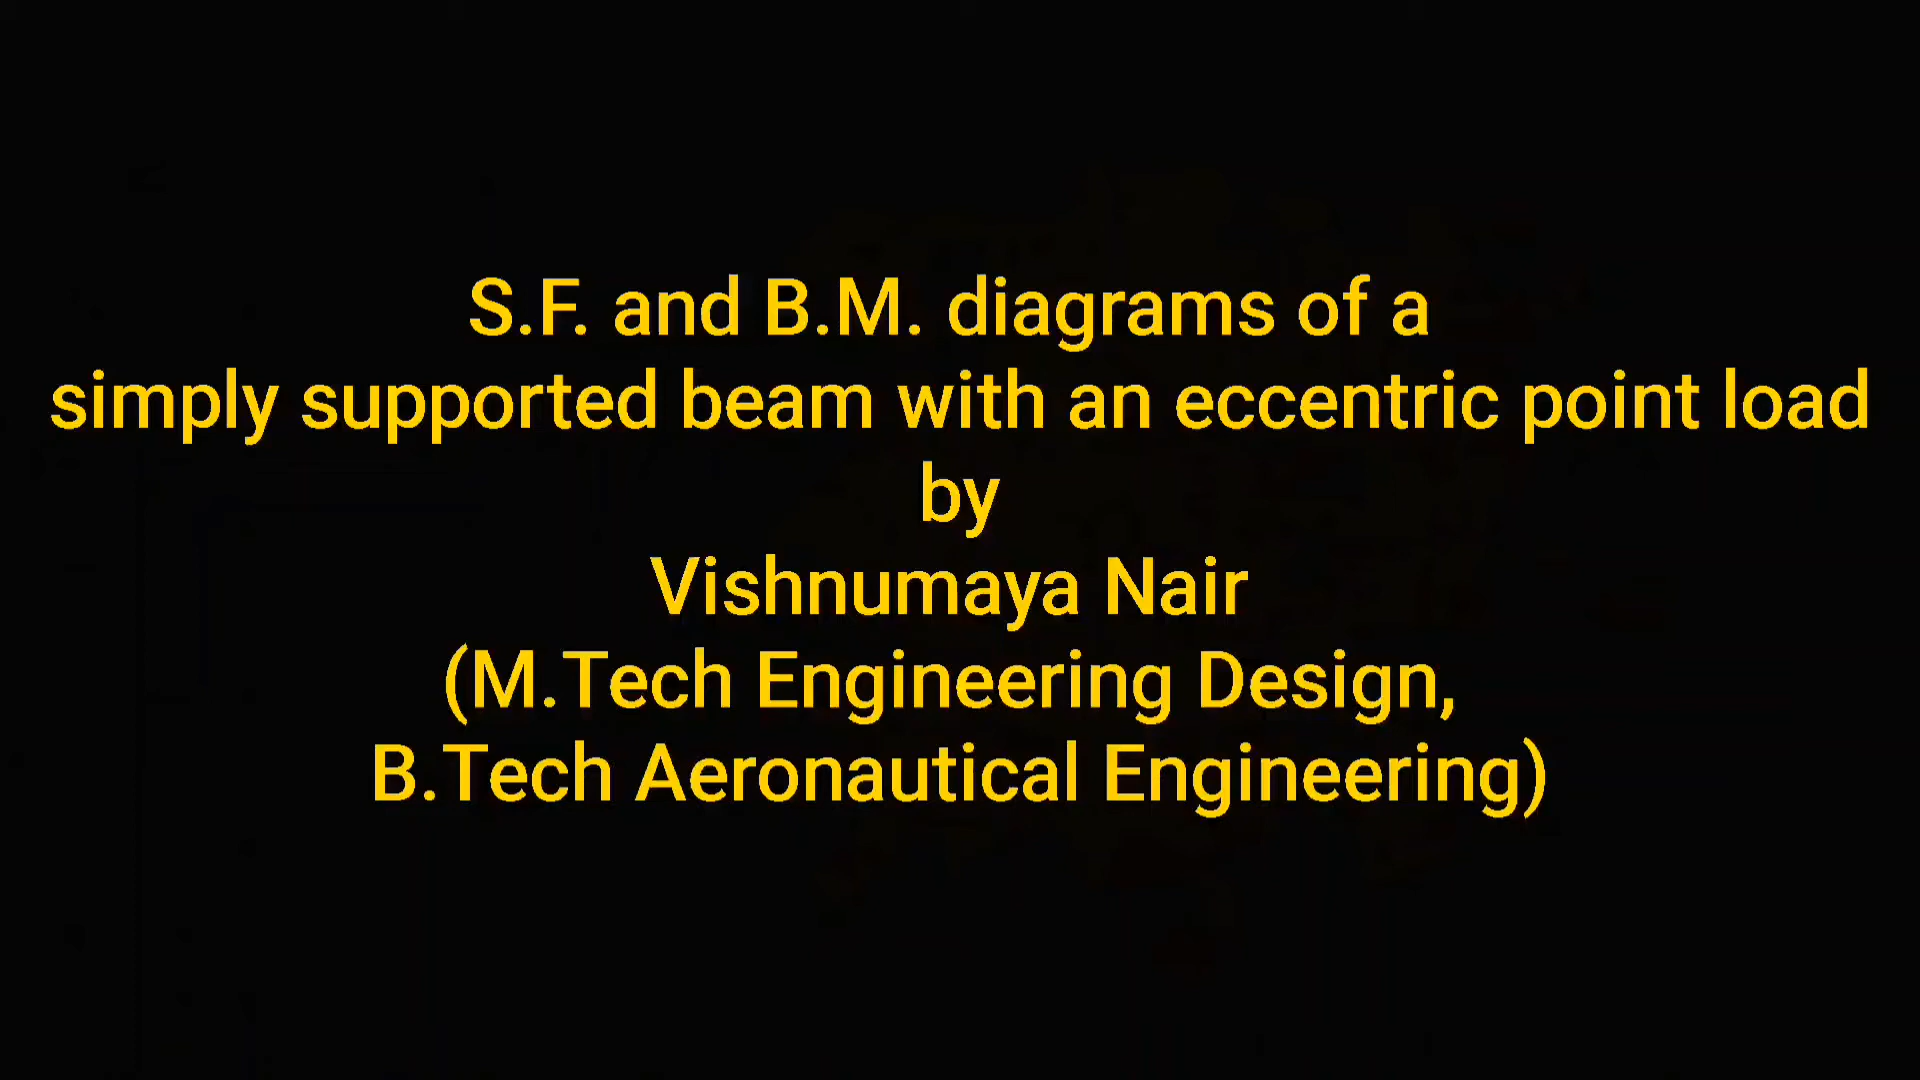 S.F. and B.M. diagrams of a
simply supported beam with an eccentric point load
by
Vishnumaya Nair
(M.Tech Engineering Design,
B.Tech Aeronautical Engineering)